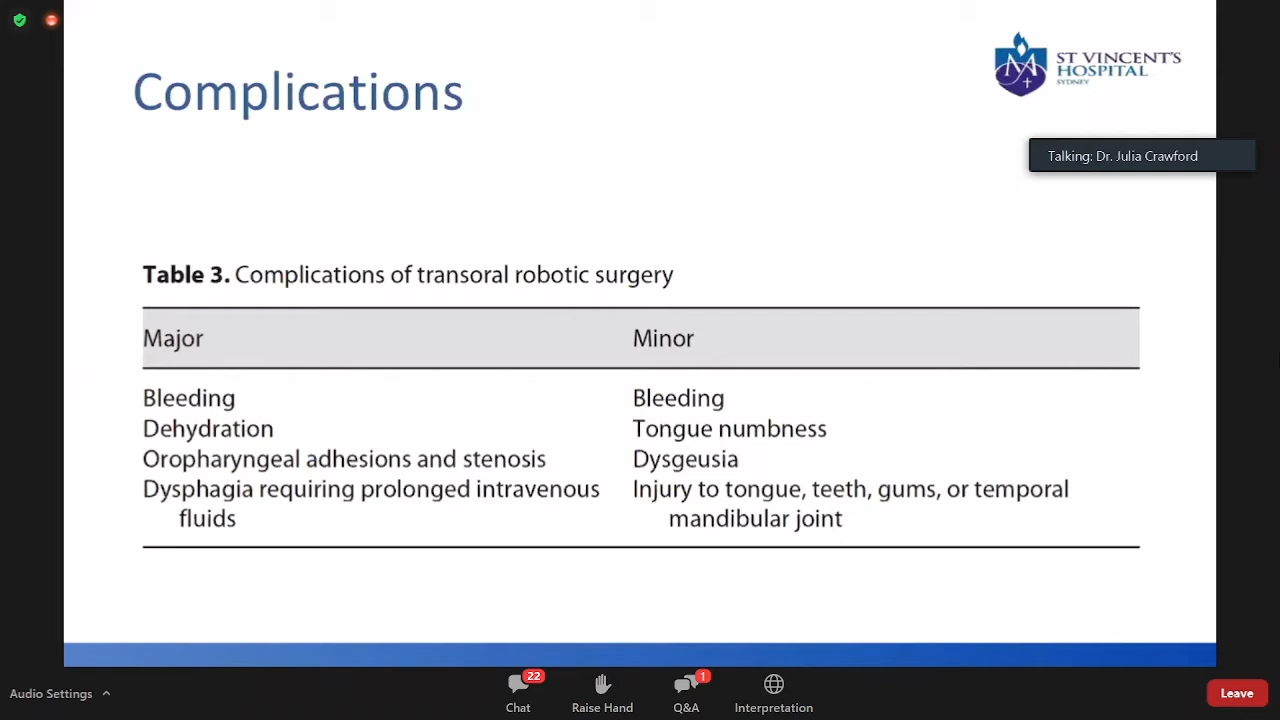 Complications
ST VINCENT'S
HOSPITAL
SYDNEY
Talking: Dr. Julia Crawford
Table 3. Complications of transoral robotic surgery
Major Minor
Bleeding Bleeding
Dehydration Tongue numbness
Oropharyngeal adhesions and stenosis Dysgeusia
Dysphagia requiring prolonged intravenous Injury to tongue, teeth, gums, or temporal
fluids mandibular joint
22 1
Audio Settings Chat Raise Hand Q&A Interpretation Leave